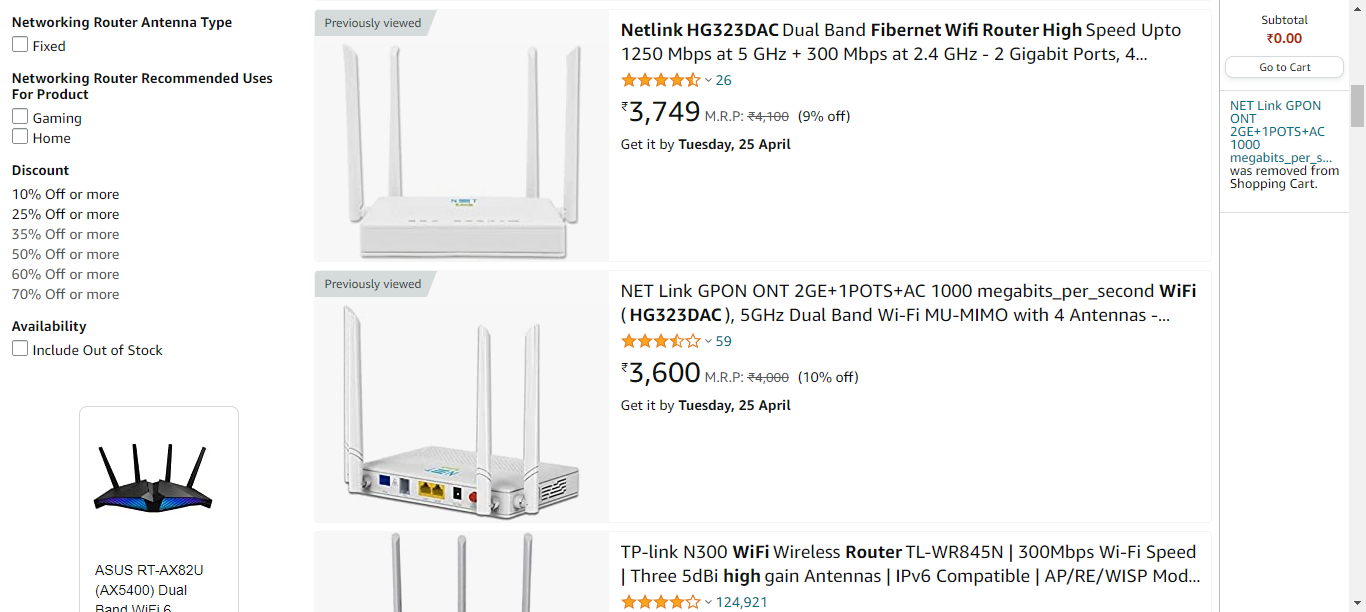 Networking Router Antenna Type
Fixed
Networking Router Recommended Uses
For Product
Gaming
Home
Discount
10% Off or more
25% Off or more
35% Off or more
50% Off or more
60% Off or more
70% Off or more
Availability
Include Out of Stock
ASUS RT-AX82U
(AX5400) Dual
Band WiFi 6
Previously viewed
NET
Link
Netlink HG323DAC Dual Band Fibernet Wifi Router High Speed Upto
1250 Mbps at 5 GHz + 300 Mbps at 2.4 GHz - 2 Gigabit Ports, 4...
26
₹3,749 M.R.P: ₹4,100 (9% off)
Get it by Tuesday, 25 April
Previously viewed
NET
NET Link GPON ONT 2GE+1POTS+AC 1000 megabits_per_second WiFi
(HG323DAC), 5GHz Dual Band Wi-Fi MU-MIMO with 4 Antennas -...
59
₹3,600 M.R.P: ₹4,000 (10% off)
Get it by Tuesday, 25 April
TP-link N300 WiFi Wireless Router TL-WR845N | 300Mbps Wi-Fi Speed
| Three 5dBi high gain Antennas | IPv6 Compatible | AP/RE/WISP Mod...
124,921
Subtotal
₹0.00
Go to Cart
NET Link GPON
ONT
2GE+1POTS+AC
1000
megabits_per_s...
was removed from
Shopping Cart.